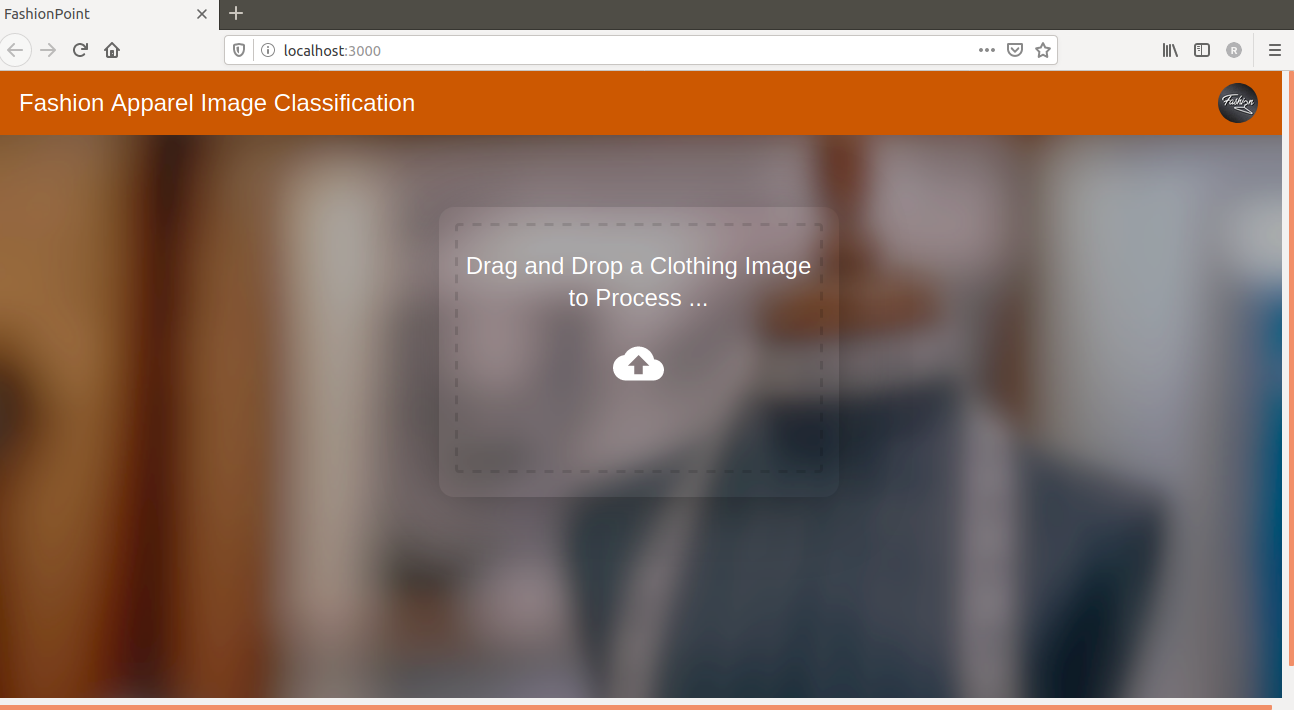 FashionPoint
localhost:3000
R
Fashion Apparel Image Classification
Fashion
Drag and Drop a Clothing Image
to Process ...